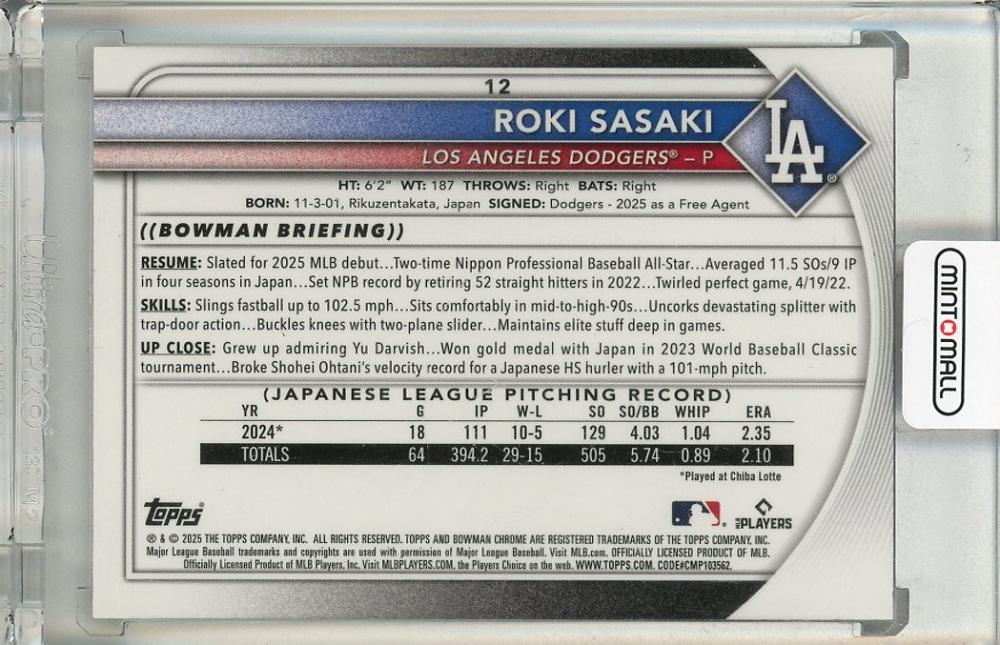 12
ROKI SASAKI
LOS ANGELES DODGERS® – P
LA®
HT: 6'2" WT: 187 THROWS: Right BATS: Right
BORN: 11-3-01, Rikuzentakata, Japan SIGNED: Dodgers - 2025 as a Free Agent
((BOWMAN BRIEFING))
RESUME: Slated for 2025 MLB debut...Two-time Nippon Professional Baseball All-Star...Averaged 11.5 SOs/9 IP
in four seasons in Japan...Set NPB record by retiring 52 straight hitters in 2022...Twirled perfect game, 4/19/22.
SKILLS: Slings fastball up to 102.5 mph...Sits comfortably in mid-to-high-90s...Uncorks devastating splitter with
trap-door action...Buckles knees with two-plane slider...Maintains elite stuff deep in games.
UP CLOSE: Grew up admiring Yu Darvish...Won gold medal with Japan in 2023 World Baseball Classic
tournament...Broke Shohei Ohtani's velocity record for a Japanese HS hurler with a 101-mph pitch.
(JAPANESE LEAGUE PITCHING RECORD)
YR G IP W-L SO SO/BB WHIP ERA
2024* 18 111 10-5 129 4.03 1.04 2.35
TOTALS 64 394.2 29-15 505 5.74 0.89 2.10
*Played at Chiba Lotte
Topps®
MLB PLAYERS
® & © 2025 THE TOPPS COMPANY, INC. ALL RIGHTS RESERVED. TOPPS AND BOWMAN CHROME ARE REGISTERED TRADEMARKS OF THE TOPPS COMPANY, INC.
Major League Baseball trademarks and copyrights are used with permission of Major League Baseball. Visit MLB.com. OFFICIALLY LICENSED PRODUCT OF MLB.
Officially Licensed Product of MLB Players, Inc. Visit MLBPLAYERS.COM, the Players Choice on the web. WWW.TOPPS.COM. CODE#CMP103562.
MINTOMALL
UltraPRO®